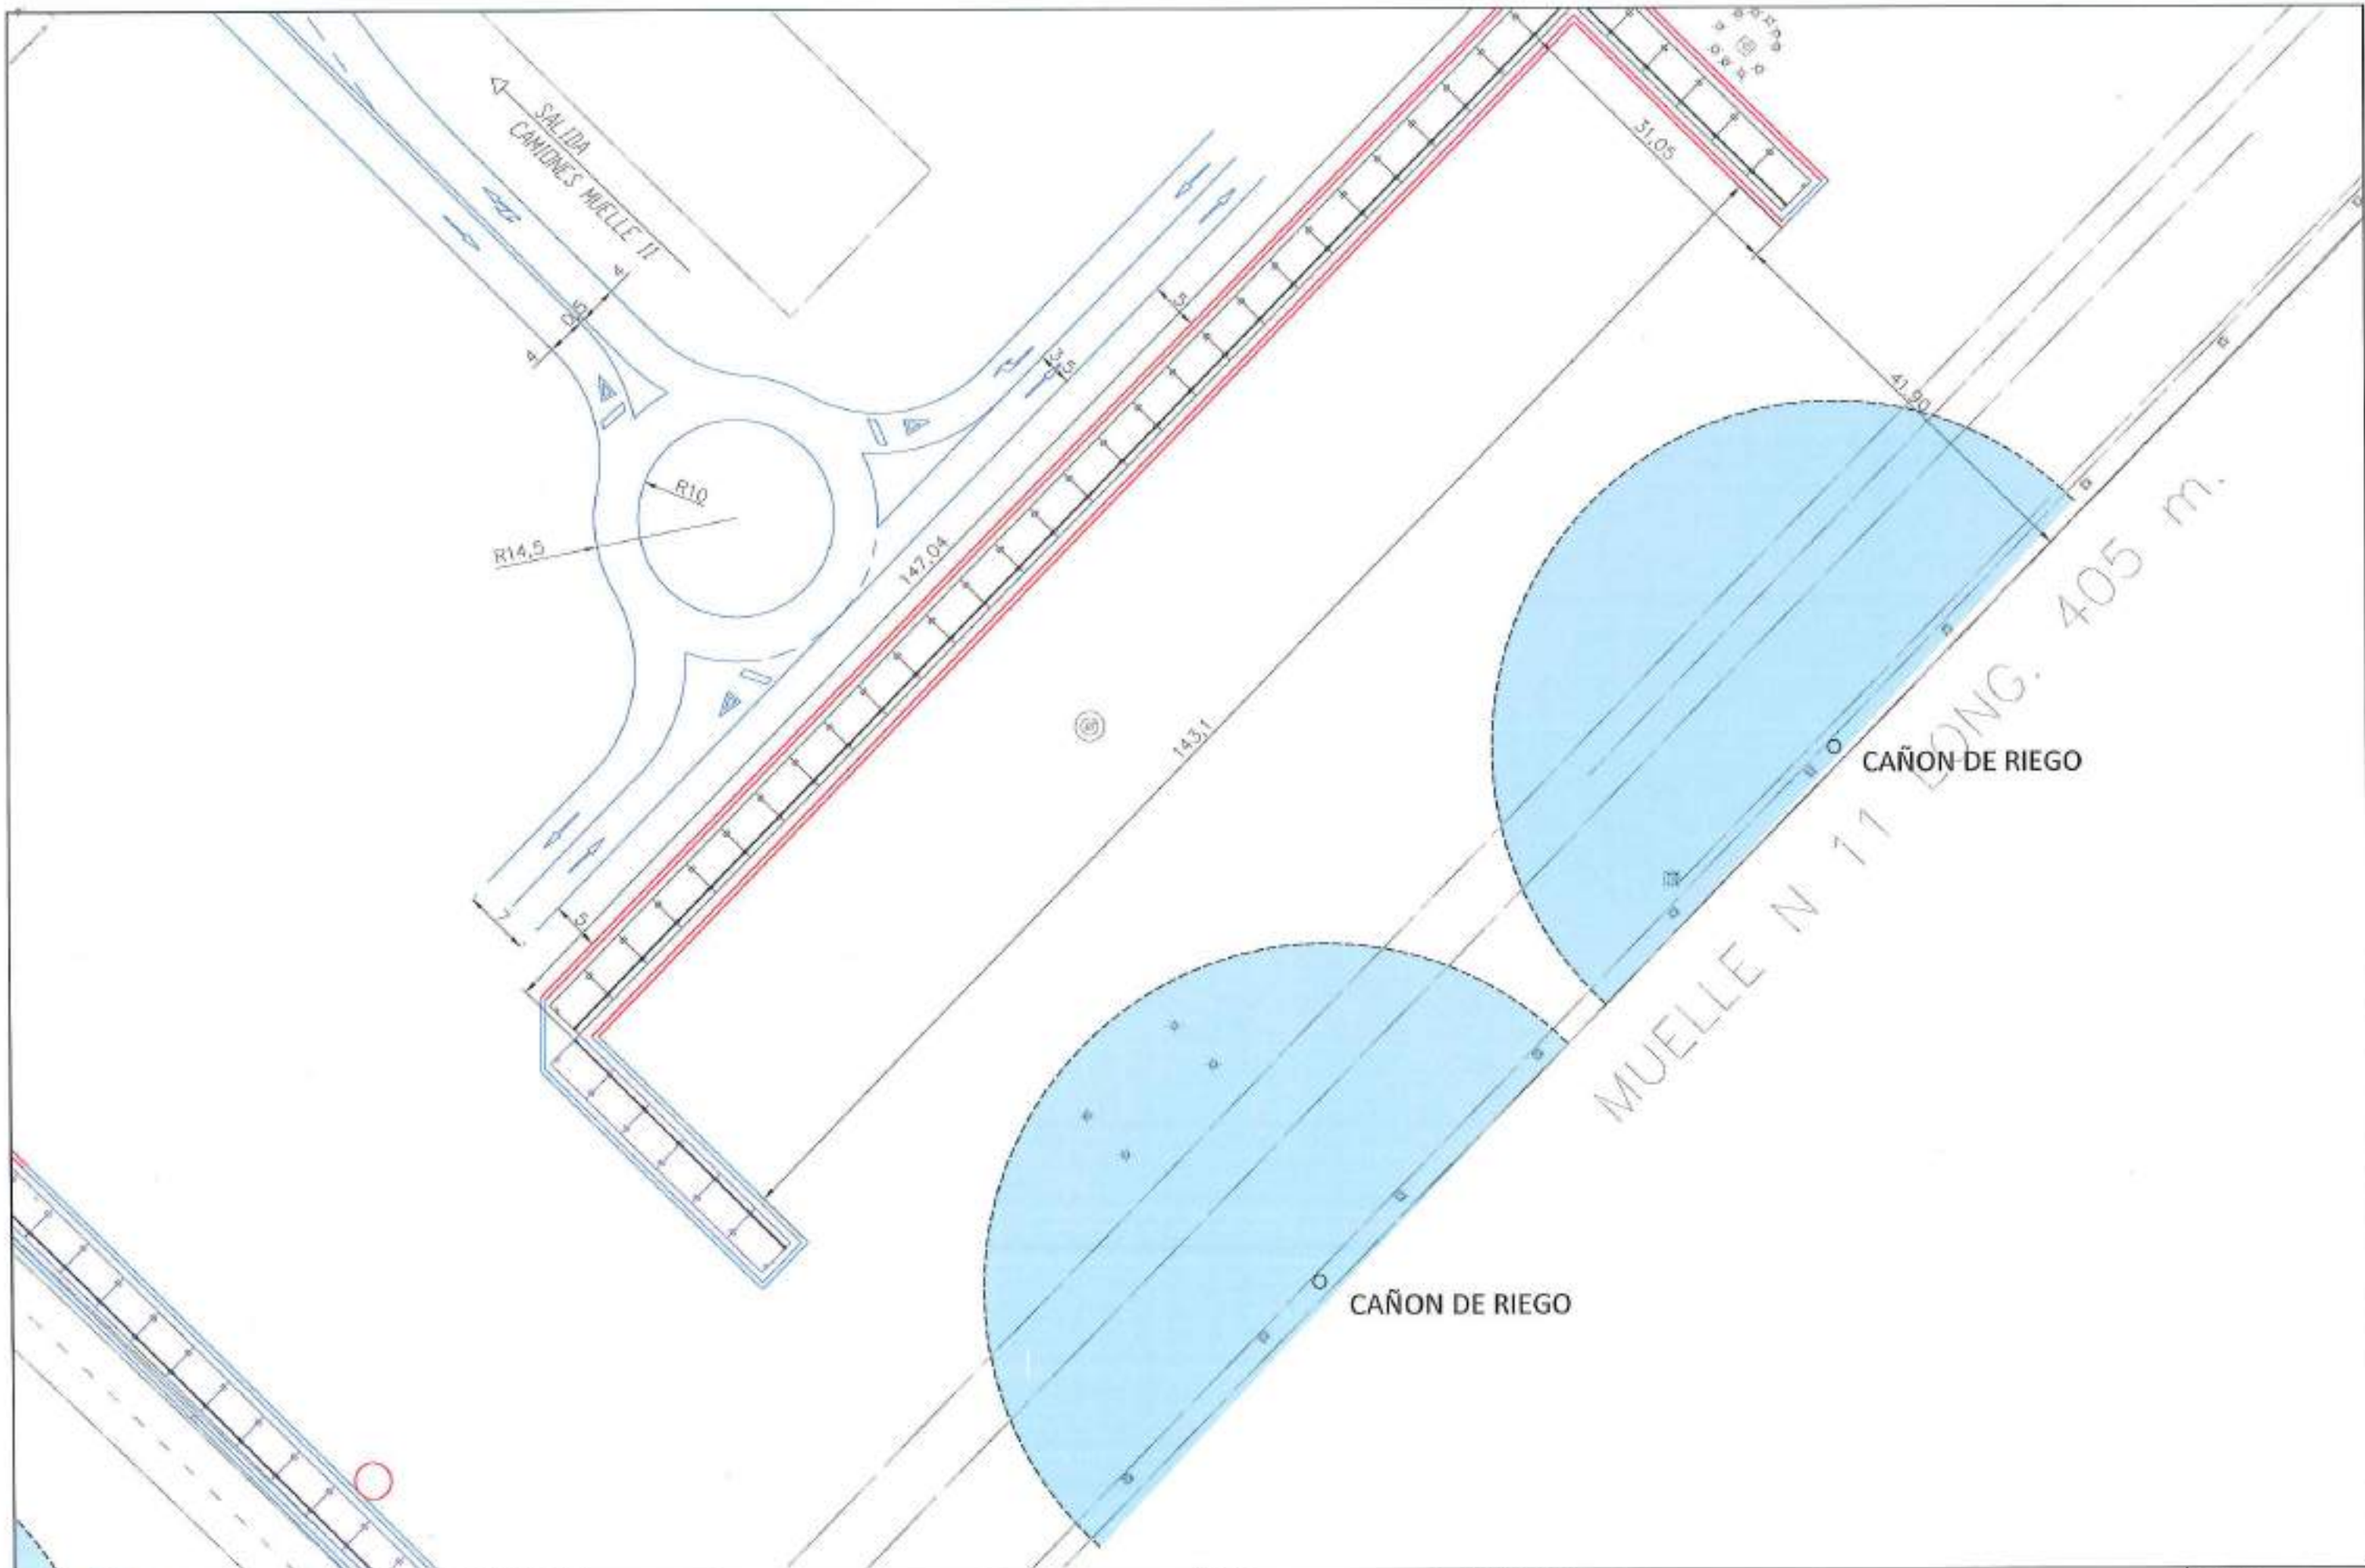 SALIDA
CAMIONES MUELLE 11
31,05
4
0,5
4
5
3,5
41,90
R10
R14,5
147,04
143,1
7
5
CAÑON DE RIEGO
MUELLE N 11 LONG. 405 m.
CAÑON DE RIEGO